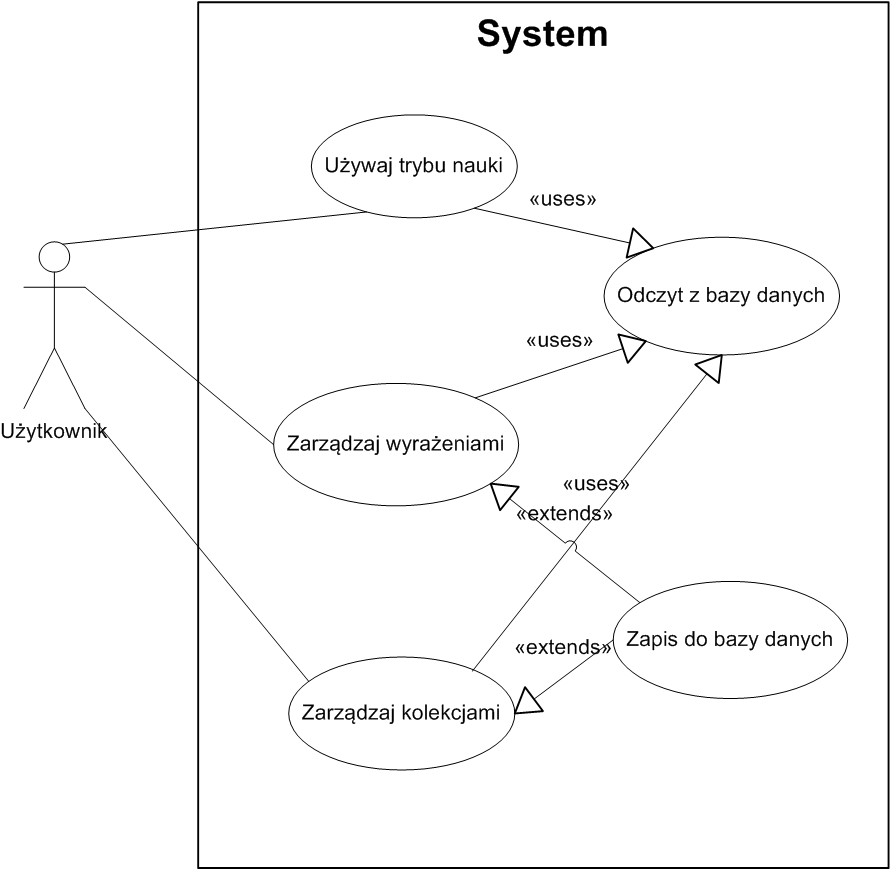 System
Używaj trybu nauki
«uses»
Odczyt z bazy danych
«uses»
Użytkownik
Zarządzaj wyrażeniami
«uses»
«extends»
Zapis do bazy danych
«extends»
Zarządzaj kolekcjami